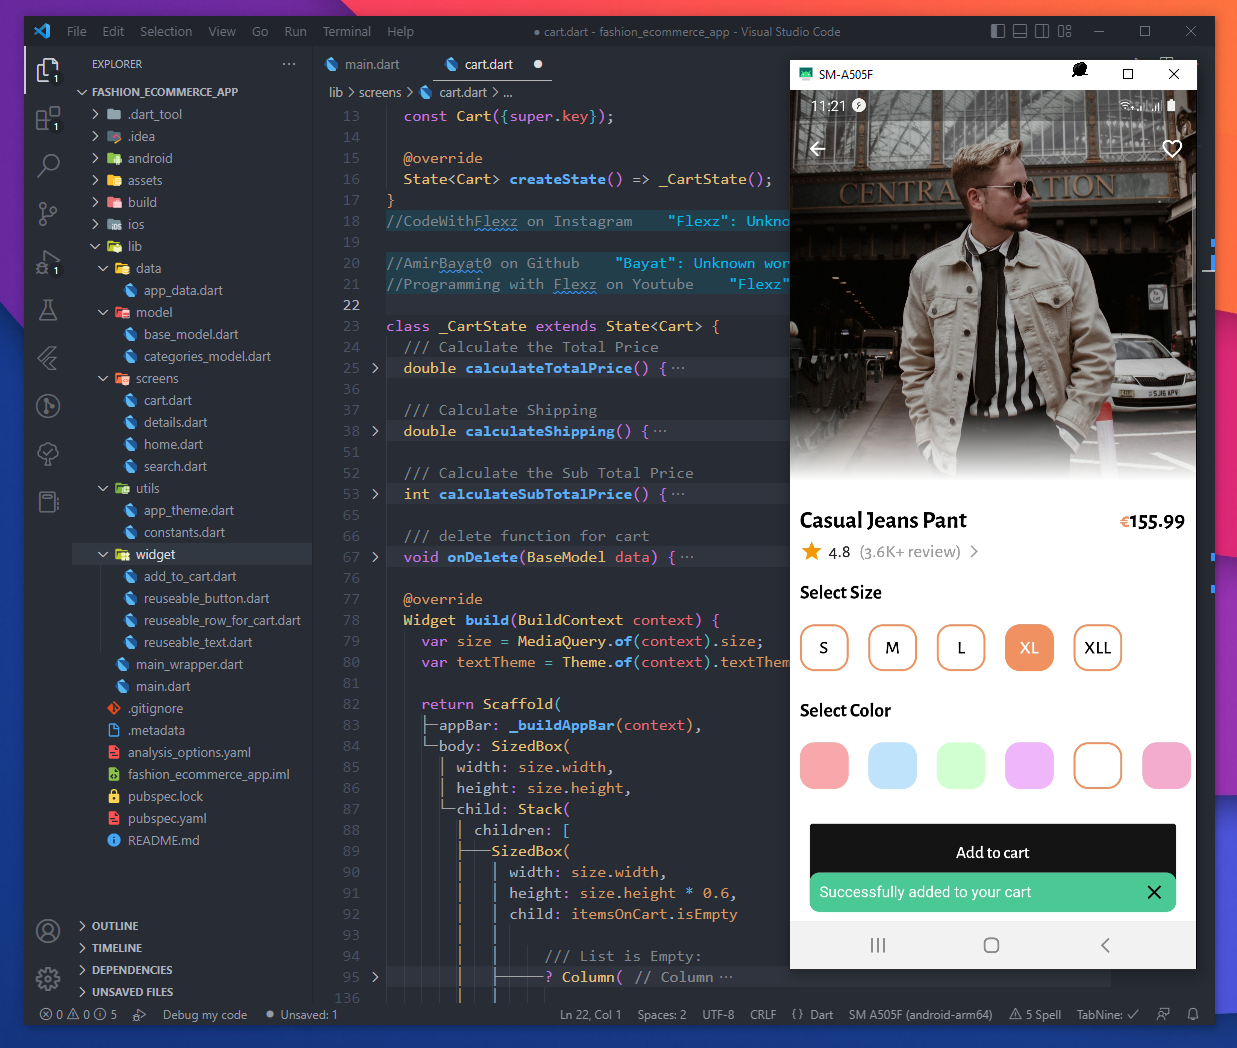 File Edit Selection View Go Run Terminal Help
● cart.dart - fashion_ecommerce_app - Visual Studio Code
EXPLORER
FASHION_ECOMMERCE_APP
.dart_tool
.idea
android
assets
build
ios
lib
data
app_data.dart
model
base_model.dart
categories_model.dart
screens
cart.dart
details.dart
home.dart
search.dart
utils
app_theme.dart
constants.dart
widget
add_to_cart.dart
reuseable_button.dart
reuseable_row_for_cart.dart
reuseable_text.dart
main_wrapper.dart
main.dart
.gitignore
.metadata
analysis_options.yaml
fashion_ecommerce_app.iml
pubspec.lock
pubspec.yaml
README.md
OUTLINE
TIMELINE
DEPENDENCIES
UNSAVED FILES
1
1
1
main.dart cart.dart
lib > screens > cart.dart > ...
13 const Cart({super.key});
14
15 @override
16 State<Cart> createState() => _CartState();
17 }
18 //CodeWithFlexz on Instagram "Flexz": Unkno
19
20 //AmirBayat0 on Github "Bayat": Unknown wor
21 //Programming with Flexz on Youtube "Flexz"
22
23 class _CartState extends State<Cart> {
24 /// Calculate the Total Price
25 double calculateTotalPrice() { ...
36
37 /// Calculate Shipping
38 double calculateShipping() { ...
51
52 /// Calculate the Sub Total Price
53 int calculateSubTotalPrice() { ...
65
66 /// delete function for cart
67 void onDelete(BaseModel data) { ...
76
77 @override
78 Widget build(BuildContext context) {
79 var size = MediaQuery.of(context).size;
80 var textTheme = Theme.of(context).textThem
81
82 return Scaffold(
83 appBar: _buildAppBar(context),
84 body: SizedBox(
85 width: size.width,
86 height: size.height,
87 child: Stack(
88 children: [
89 SizedBox(
90 width: size.width,
91 height: size.height * 0.6,
92 child: itemsOnCart.isEmpty
93
94 /// List is Empty:
95 ? Column( // Column ...
136
SM-A505F
11:21
CENTRAL STATION
SJ16 APV
Casual Jeans Pant €155.99
4.8 (3.6K+ review)
Select Size
S M L XL XLL
Select Color
Add to cart
Successfully added to your cart
0 0 5 Debug my code ● Unsaved: 1 Ln 22, Col 1 Spaces: 2 UTF-8 CRLF {} Dart SM A505F (android-arm64) 5 Spell TabNine: ✓